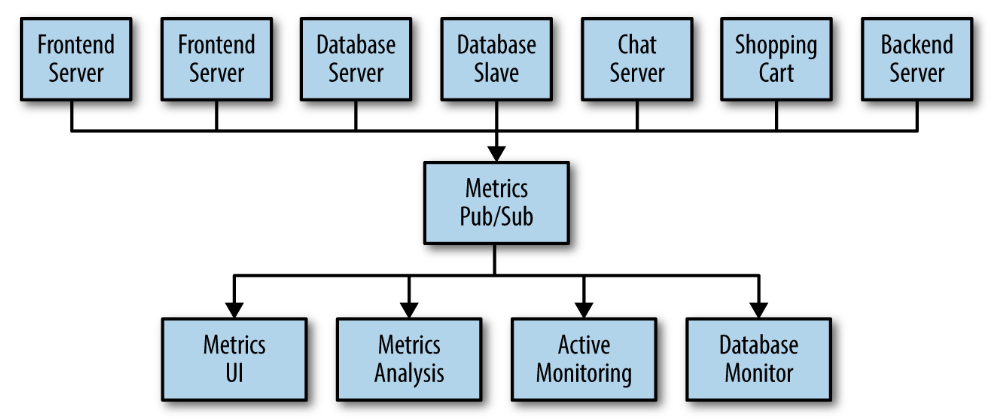 Frontend
Server
Frontend
Server
Database
Server
Database
Slave
Chat
Server
Shopping
Cart
Backend
Server
Metrics
Pub/Sub
Metrics
UI
Metrics
Analysis
Active
Monitoring
Database
Monitor